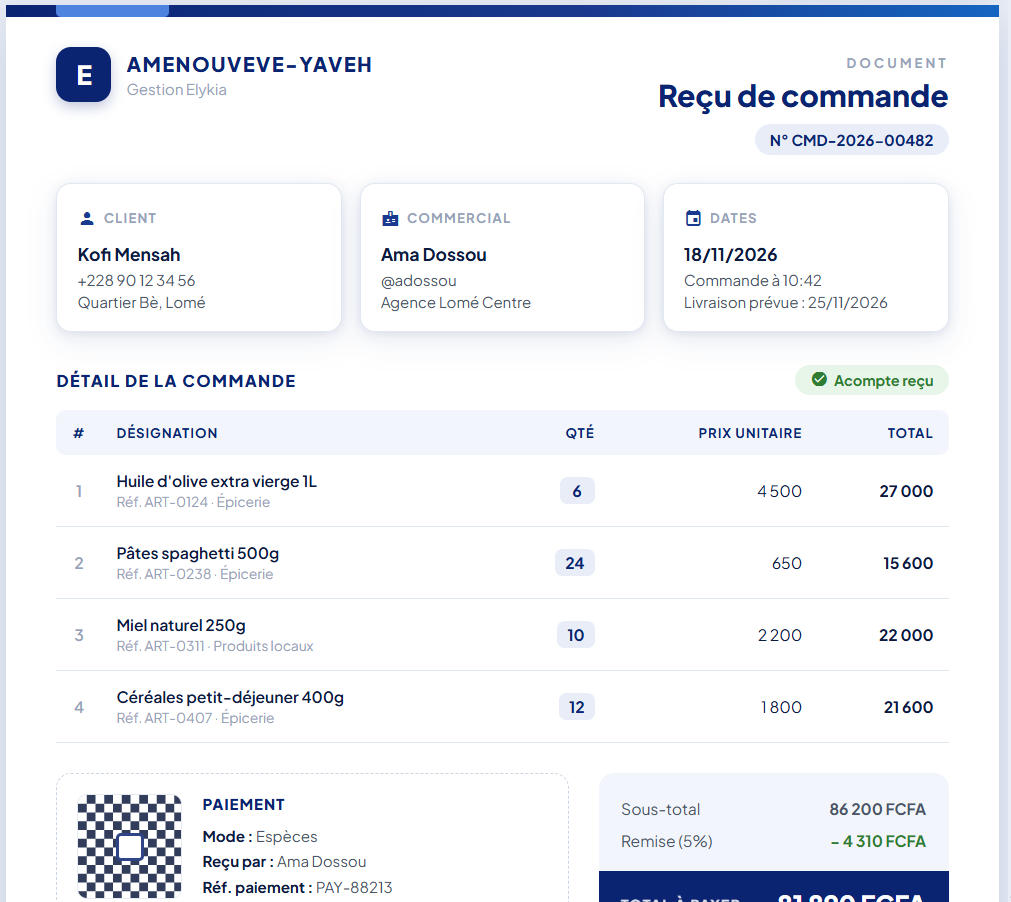 E
AMENOUVEVE-YAVEH
Gestion Elykia
DOCUMENT
Reçu de commande
N° CMD-2026-00482
CLIENT
Kofi Mensah
+228 90 12 34 56
Quartier Bè, Lomé
COMMERCIAL
Ama Dossou
@adossou
Agence Lomé Centre
DATES
18/11/2026
Commande à 10:42
Livraison prévue : 25/11/2026
DÉTAIL DE LA COMMANDE
Acompte reçu
# DÉSIGNATION QTÉ PRIX UNITAIRE TOTAL
1 Huile d'olive extra vierge 1L 6 4 500 27 000
Réf. ART-0124 · Épicerie
2 Pâtes spaghetti 500g 24 650 15 600
Réf. ART-0238 · Épicerie
3 Miel naturel 250g 10 2 200 22 000
Réf. ART-0311 · Produits locaux
4 Céréales petit-déjeuner 400g 12 1 800 21 600
Réf. ART-0407 · Épicerie
PAIEMENT
Mode : Espèces
Reçu par : Ama Dossou
Réf. paiement : PAY-88213
Sous-total 86 200 FCFA
Remise (5%) – 4 310 FCFA
TOTAL À PAYER 81 890 FCFA